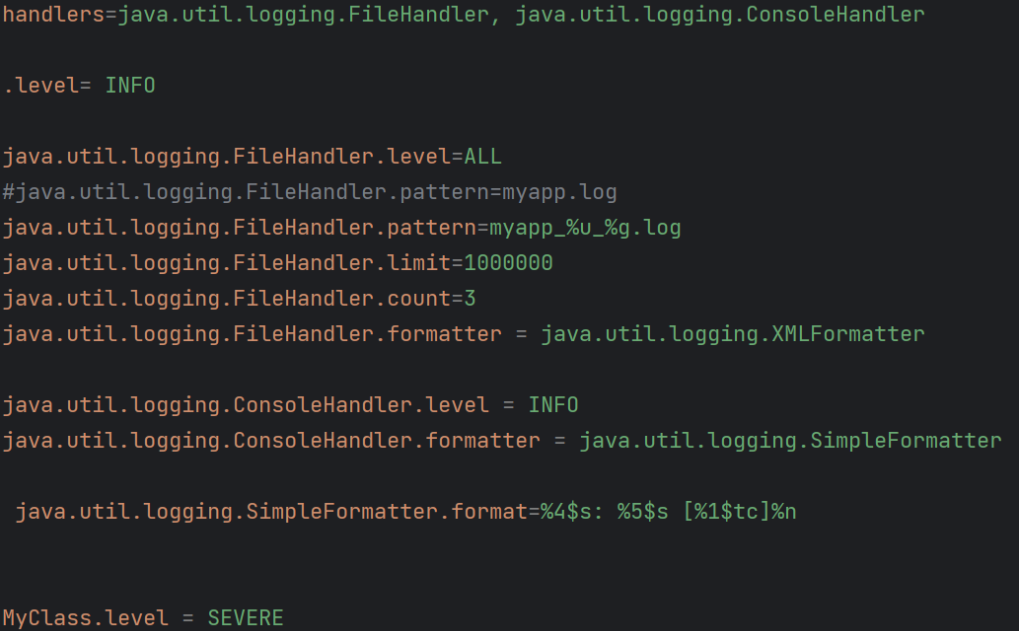 handlers=java.util.logging.FileHandler, java.util.logging.ConsoleHandler
.level= INFO
java.util.logging.FileHandler.level=ALL
#java.util.logging.FileHandler.pattern=myapp.log
java.util.logging.FileHandler.pattern=myapp_%u_%g.log
java.util.logging.FileHandler.limit=1000000
java.util.logging.FileHandler.count=3
java.util.logging.FileHandler.formatter = java.util.logging.XMLFormatter
java.util.logging.ConsoleHandler.level = INFO
java.util.logging.ConsoleHandler.formatter = java.util.logging.SimpleFormatter
java.util.logging.SimpleFormatter.format=%4$s: %5$s [%1$tc]%n
MyClass.level = SEVERE